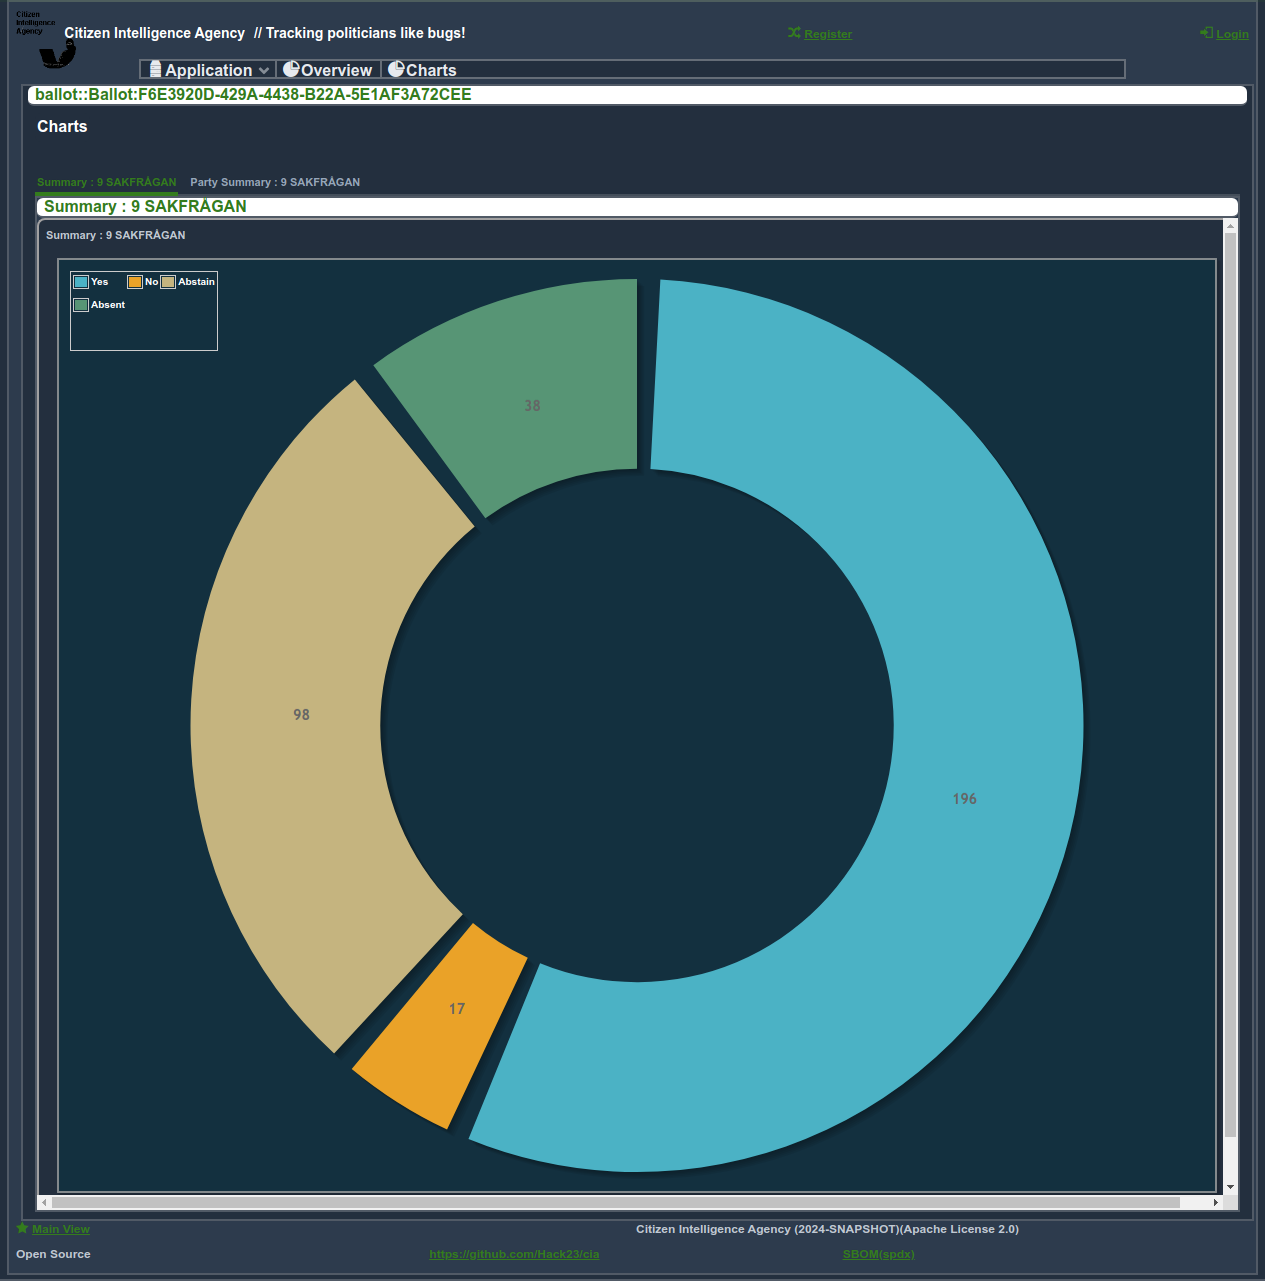 Citizen
Intelligence
Agency
Citizen Intelligence Agency // Tracking politicians like bugs!
Register
Login
Application
Overview
Charts
ballot::Ballot:F6E3920D-429A-4438-B22A-5E1AF3A72CEE
Charts
Summary : 9 SAKFRÅGAN
Party Summary : 9 SAKFRÅGAN
Summary : 9 SAKFRÅGAN
Summary : 9 SAKFRÅGAN
Yes No Abstain
Absent
38
98
196
17
Main View
Citizen Intelligence Agency (2024-SNAPSHOT)(Apache License 2.0)
Open Source
https://github.com/Hack23/cia
SBOM(spdx)